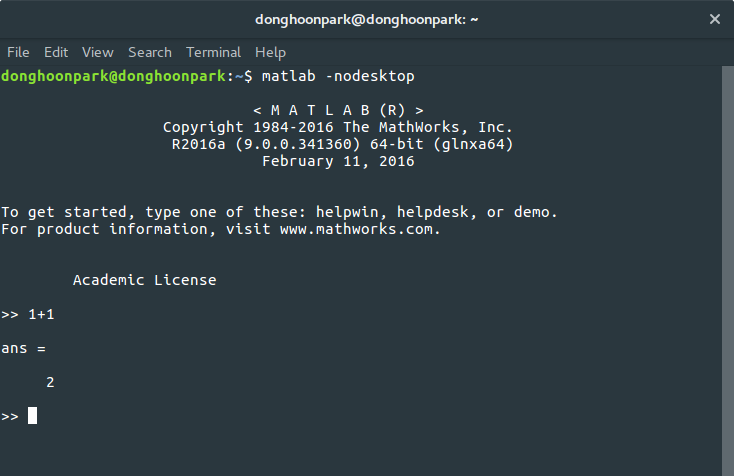 donghoonpark@donghoonpark: ~
File Edit View Search Terminal Help
donghoonpark@donghoonpark:~$ matlab -nodesktop
< M A T L A B (R) >
Copyright 1984-2016 The MathWorks, Inc.
R2016a (9.0.0.341360) 64-bit (glnxa64)
February 11, 2016
To get started, type one of these: helpwin, helpdesk, or demo.
For product information, visit www.mathworks.com.
Academic License
>> 1+1
ans =
2
>>